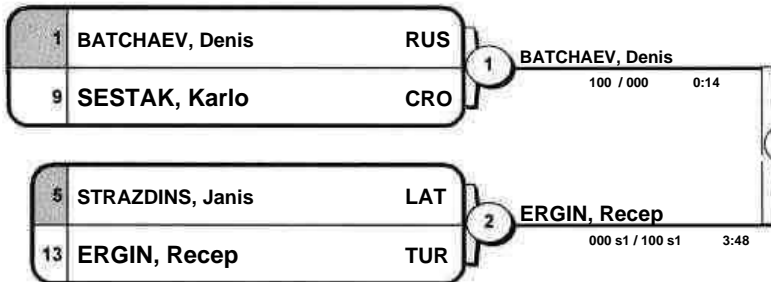 1 BATCHAEV, Denis RUS
9 SESTAK, Karlo CRO
1
BATCHAEV, Denis
100 / 000 0:14
5 STRAZDINS, Janis LAT
13 ERGIN, Recep TUR
2
ERGIN, Recep
000 s1 / 100 s1 3:48